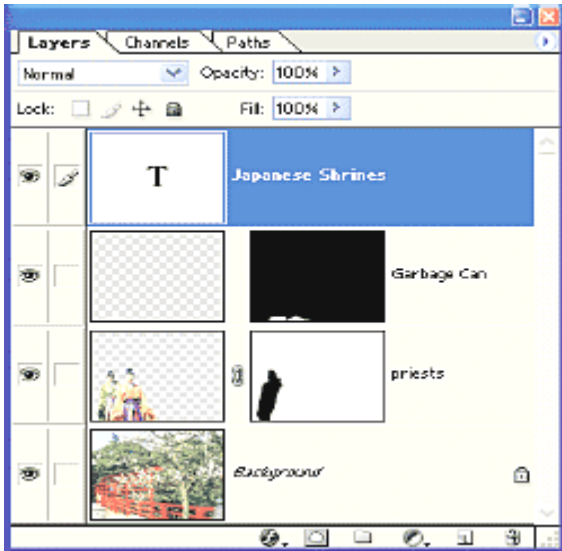 Layers Channels Paths
Normal Opacity: 100%
Lock: Fill: 100%
T Japanese Shrines
Garbage Can
priests
Background